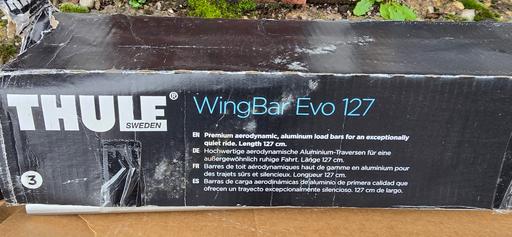 THULE®
SWEDEN
WingBar Evo 127
EN Premium aerodynamic, aluminum load bars for an exceptionally
quiet ride. Length 127 cm.
DE Hochwertige aerodynamische Aluminium-Traversen für eine
außergewöhnlich ruhige Fahrt. Länge 127 cm.
FR Barres de toit aérodynamiques haut de gamme en aluminium pour
des trajets sûrs et silencieux. Longueur 127 cm.
ES Barras de carga aerodinámicas de aluminio de primera calidad que
ofrecen un trayecto excepcionalmente silencioso. 127 cm de largo.
3